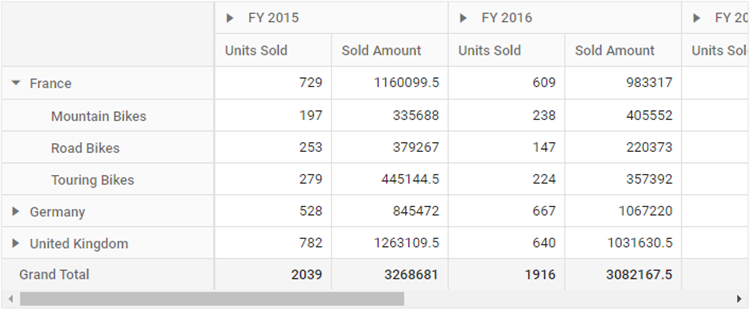 FY 2015 FY 2016 FY 20
Units Sold Sold Amount Units Sold Sold Amount Units Sol
France 729 1160099.5 609 983317
Mountain Bikes 197 335688 238 405552
Road Bikes 253 379267 147 220373
Touring Bikes 279 445144.5 224 357392
Germany 528 845472 667 1067220
United Kingdom 782 1263109.5 640 1031630.5
Grand Total 2039 3268681 1916 3082167.5